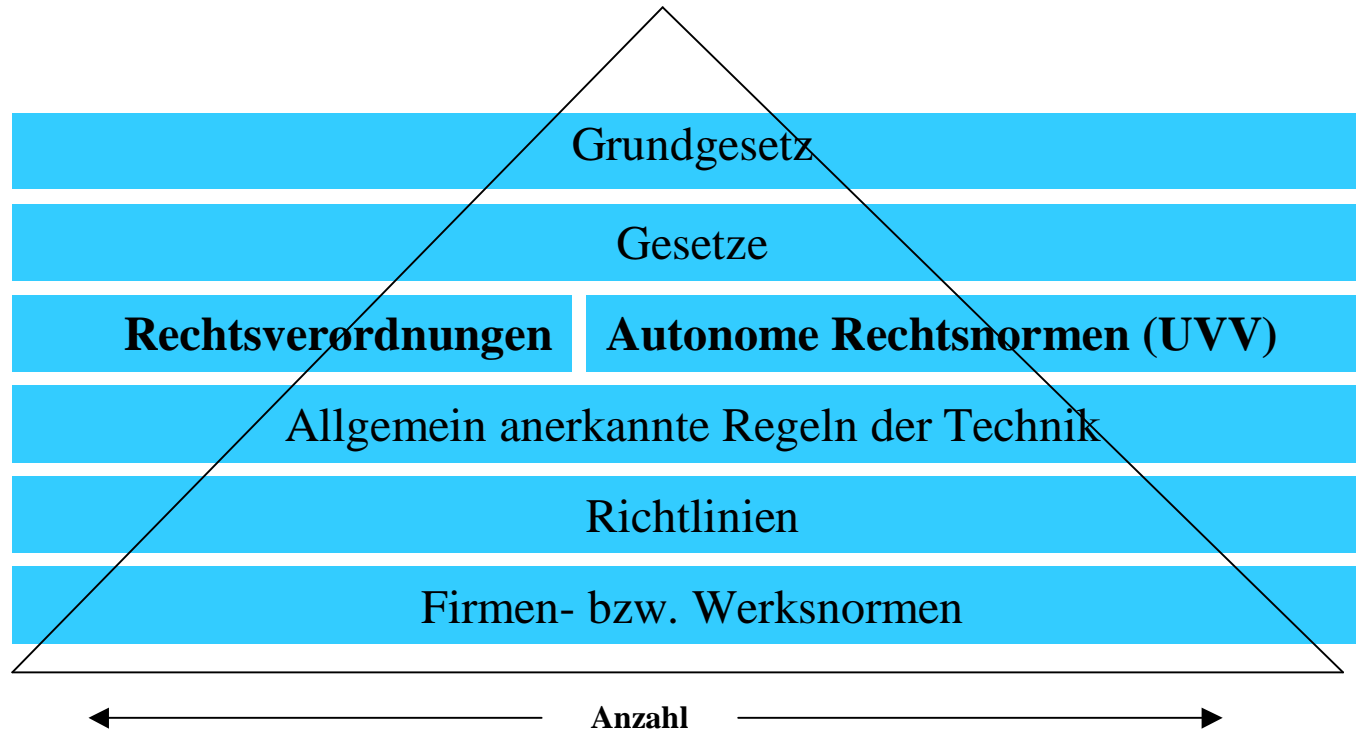 Grundgesetz
Gesetze
Rechtsverordnungen Autonome Rechtsnormen (UVV)
Allgemein anerkannte Regeln der Technik
Richtlinien
Firmen- bzw. Werksnormen
Anzahl